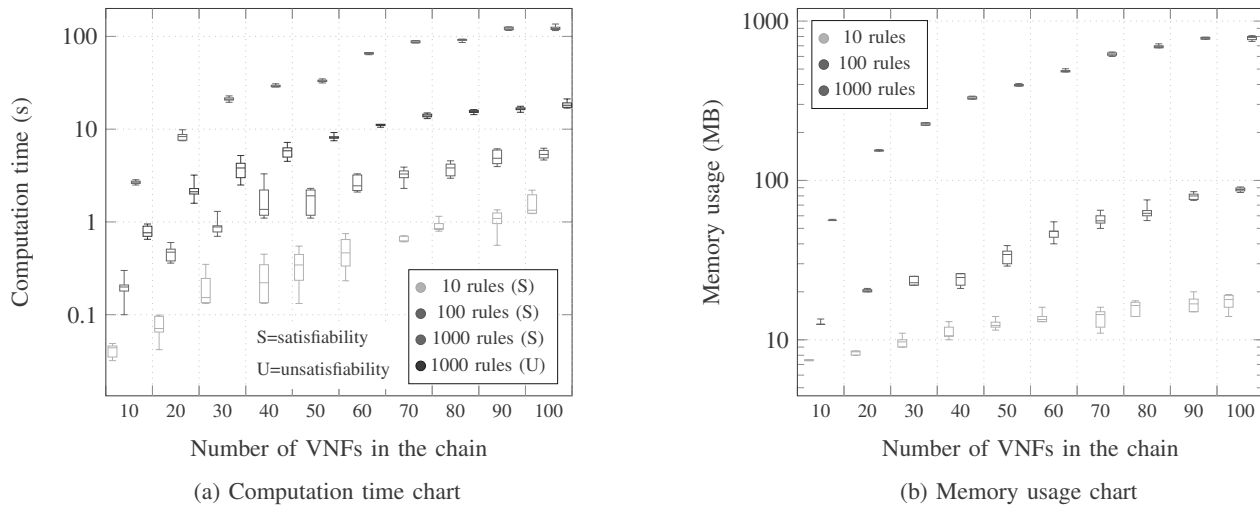 100
10
1
0.1
Computation time (s)
10 rules (S)
100 rules (S)
1000 rules (S)
1000 rules (U)
S=satisfiability
U=unsatisfiability
10 20 30 40 50 60 70 80 90 100
Number of VNFs in the chain
(a) Computation time chart
1000
100
10
Memory usage (MB)
10 rules
100 rules
1000 rules
10 20 30 40 50 60 70 80 90 100
Number of VNFs in the chain
(b) Memory usage chart